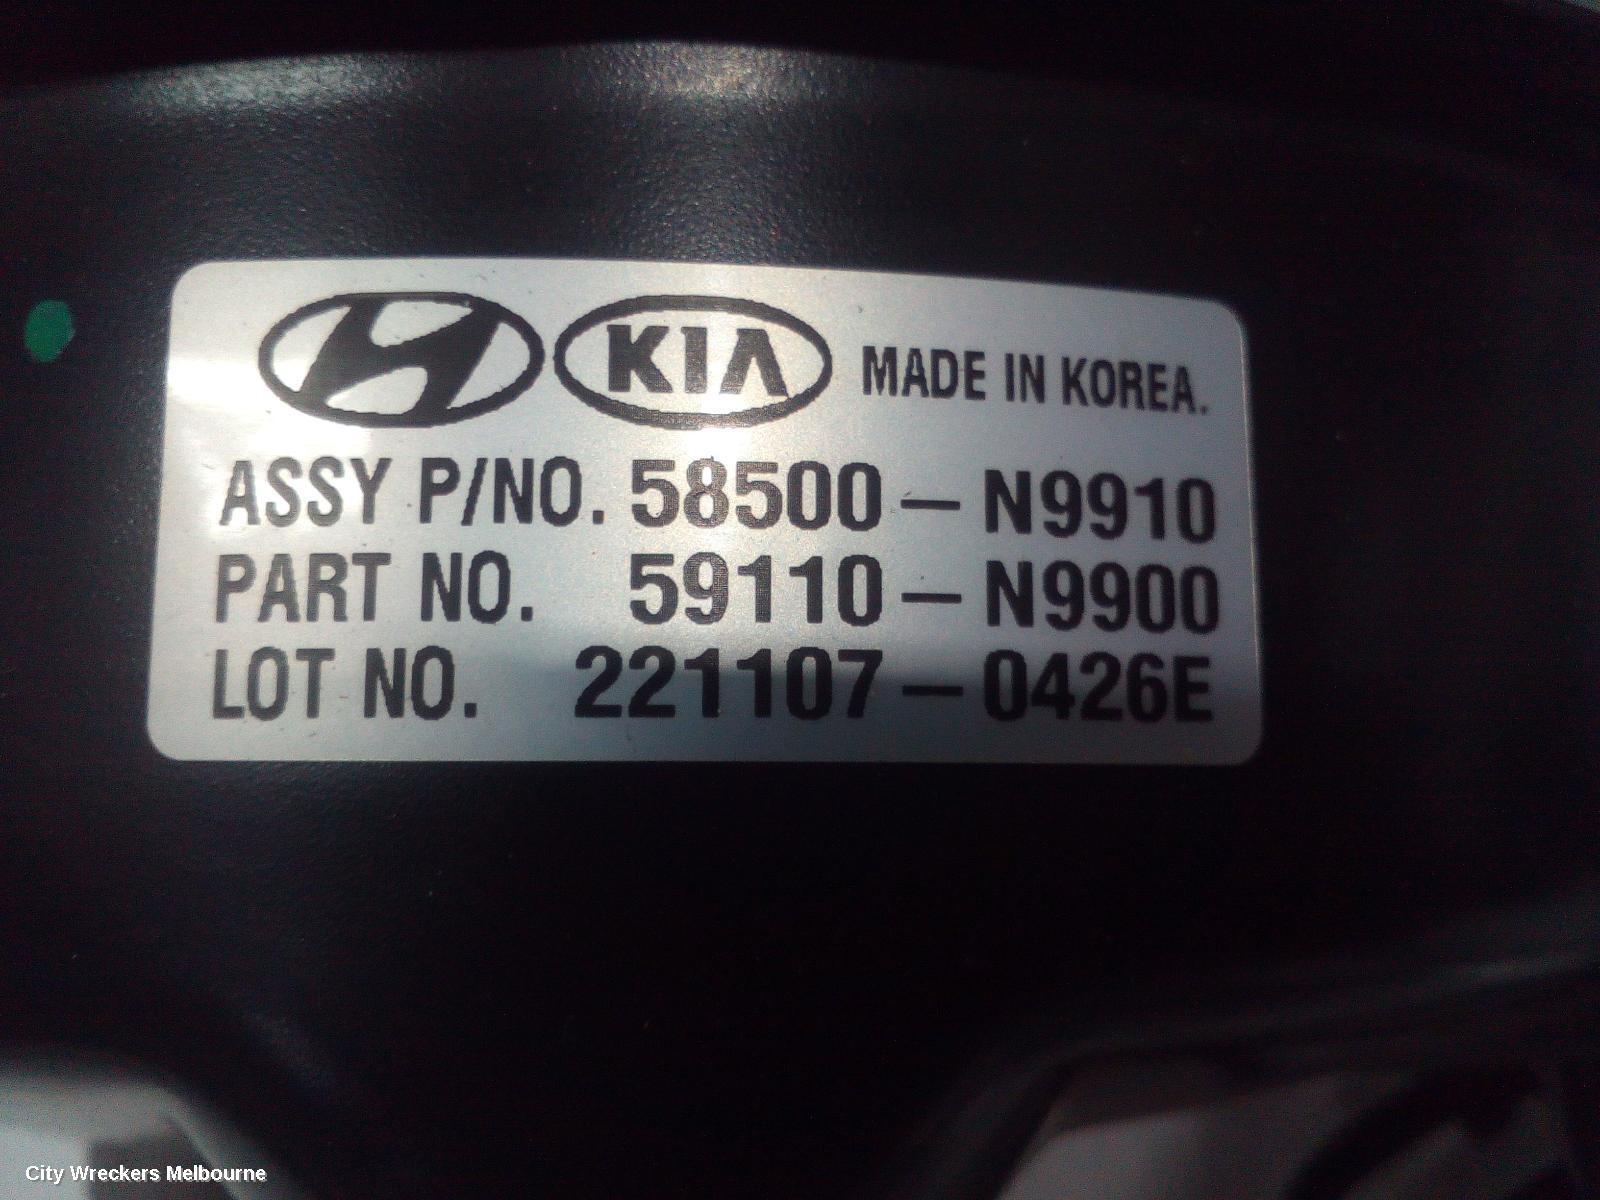 KIA MADE IN KOREA.
ASSY P/NO. 58500-N9910
PART NO. 59110-N9900
LOT NO. 221107-0426E
City Wreckers Melbourne